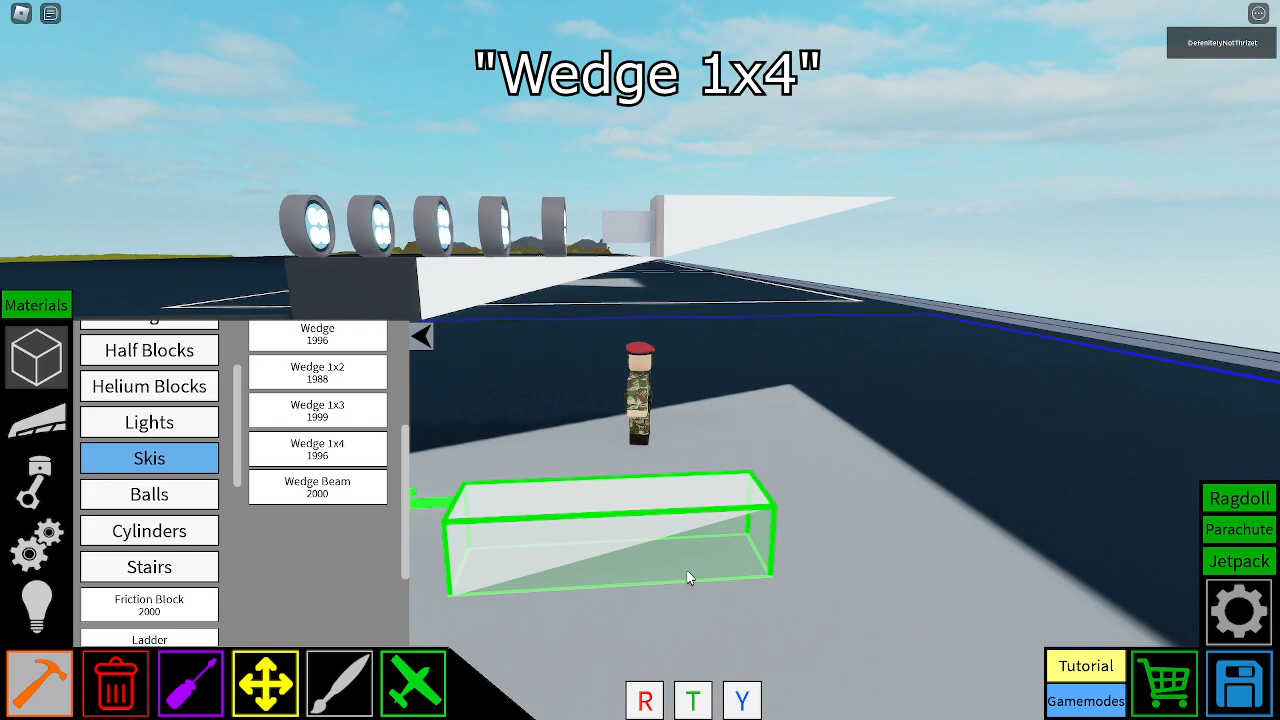 DefenitelyNotThrizet
"Wedge 1x4"
Materials
Half Blocks
Helium Blocks
Lights
Skis
Balls
Cylinders
Stairs
Friction Block
2000
Ladder
Wedge
1996
Wedge 1x2
1988
Wedge 1x3
1999
Wedge 1x4
1996
Wedge Beam
2000
Ragdoll
Parachute
Jetpack
Tutorial
Gamemodes
R T Y